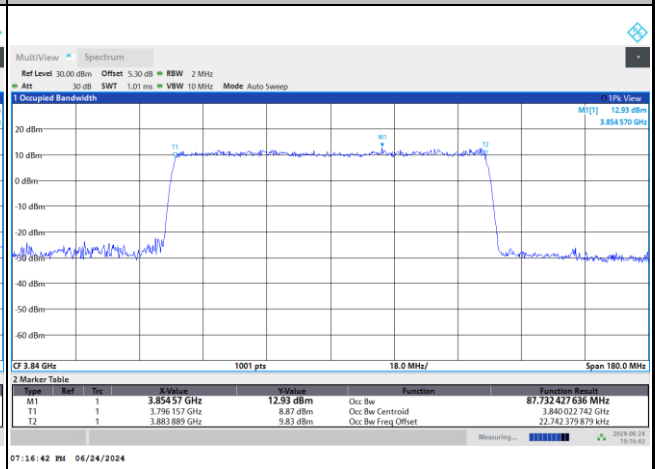 MultiView Spectrum
Ref Level 30.00 dBm Offset 5.30 dB RBW 2 MHz
Att 30 dB SWT 1.01 ms VBW 10 MHz Mode Auto Sweep
1 Occupied Bandwidth 1Pk View
M1[1] 12.93 dBm
3.854 570 GHz
20 dBm
M1
T1 T2
10 dBm
0 dBm
-10 dBm
-20 dBm
-30 dBm
-40 dBm
-50 dBm
-60 dBm
CF 3.84 GHz 1001 pts 18.0 MHz/ Span 180.0 MHz
2 Marker Table
Type Ref Trc X-Value Y-Value Function Function Result
M1 1 3.854 57 GHz 12.93 dBm Occ Bw 87.732 427 636 MHz
T1 1 3.796 157 GHz 8.87 dBm Occ Bw Centroid 3.840 022 742 GHz
T2 1 3.883 889 GHz 9.83 dBm Occ Bw Freq Offset 22.742 379 879 kHz
Measuring... 2024-06-24
19:16:42
07:16:42 PM 06/24/2024